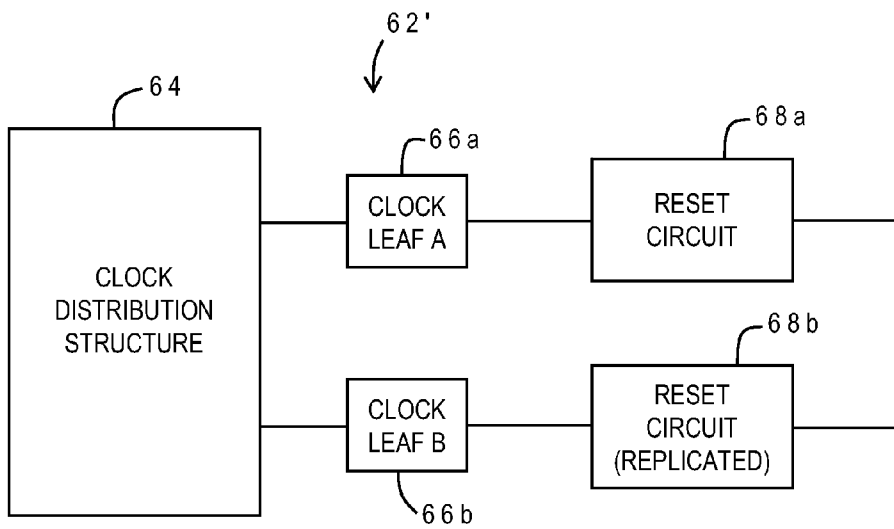 62'
64
66a
68a
CLOCK
LEAF A
RESET
CIRCUIT
CLOCK
DISTRIBUTION
STRUCTURE
68b
CLOCK
LEAF B
RESET
CIRCUIT
(REPLICATED)
66b